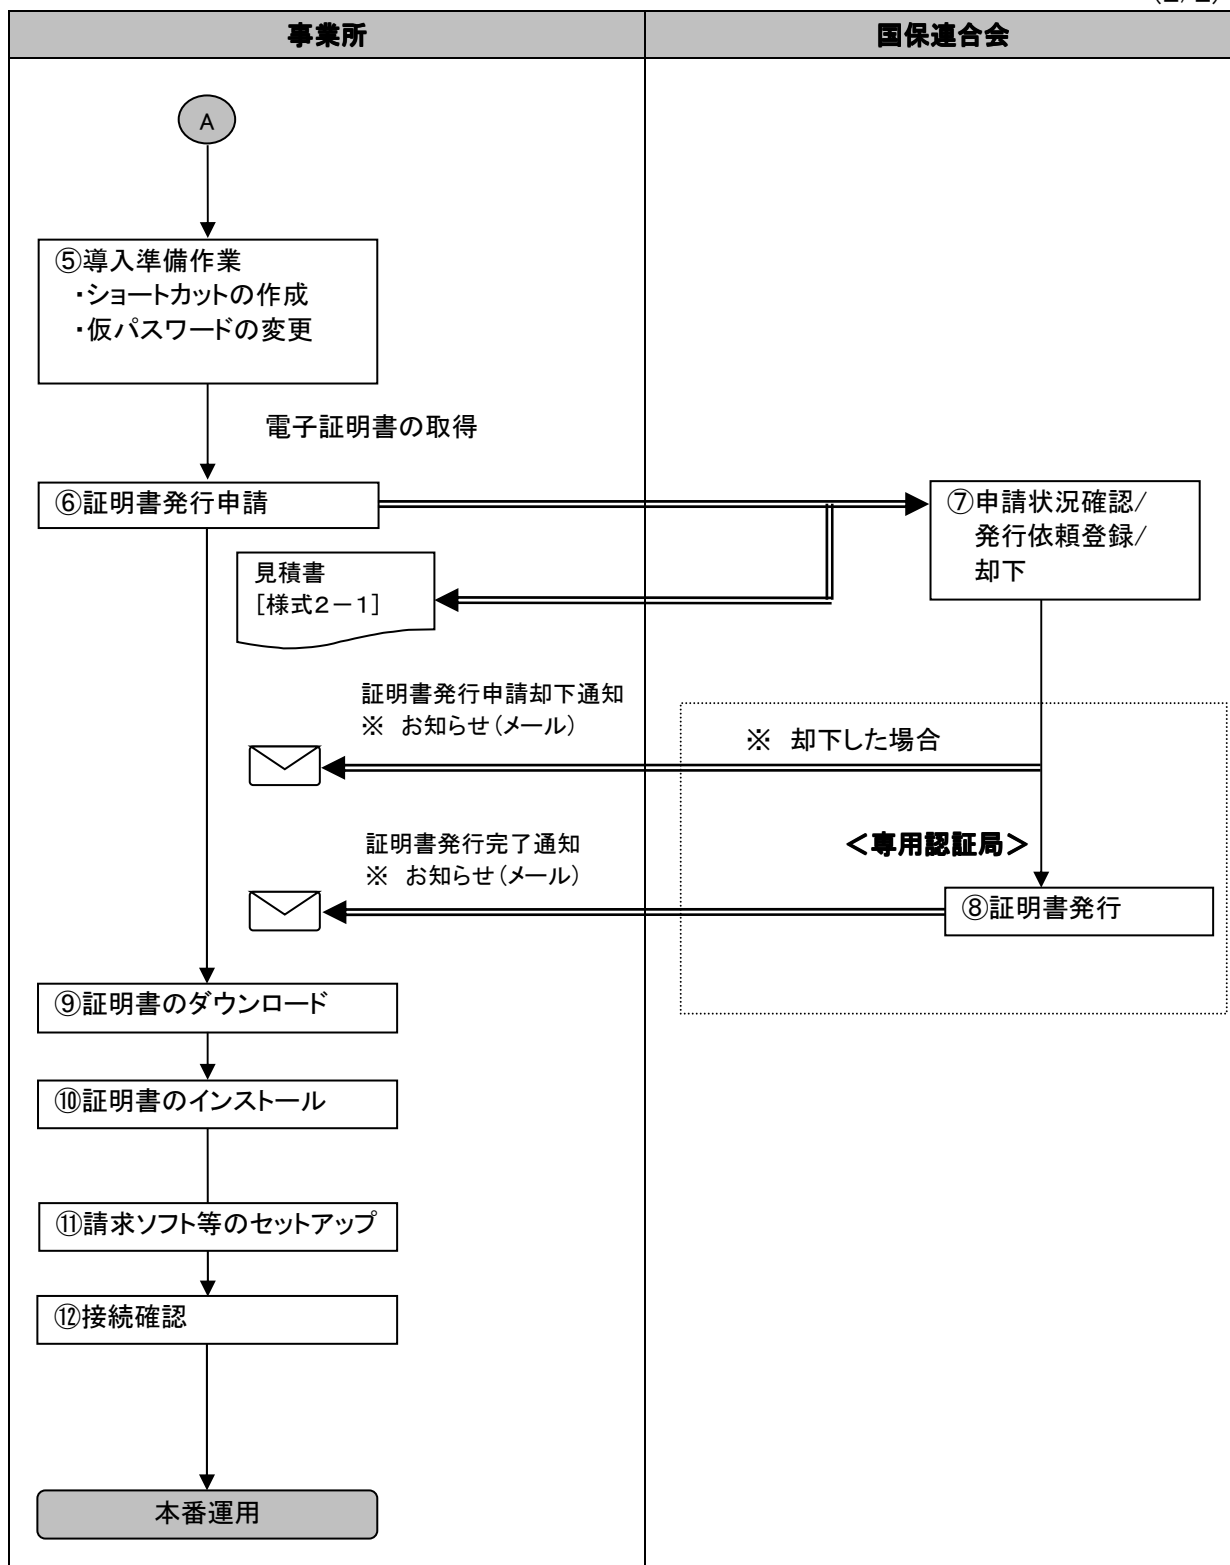 事業所
国保連合会
A
⑤導入準備作業
・ショートカットの作成
・仮パスワードの変更
電子証明書の取得
⑥証明書発行申請
⑦申請状況確認/
発行依頼登録/
却下
見積書
[様式2-1]
証明書発行申請却下通知
※ お知らせ(メール)
※ 却下した場合
証明書発行完了通知
※ お知らせ(メール)
<専用認証局>
⑧証明書発行
⑨証明書のダウンロード
⑩証明書のインストール
⑪請求ソフト等のセットアップ
⑫接続確認
本番運用